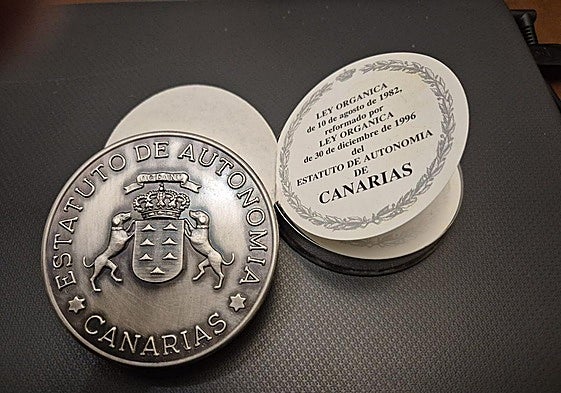 ESTATUTO DE AUTONOMIA
OCEANO
CANARIAS
LEY ORGANICA
de 10 de agosto de 1982,
reformado por
LEY ORGANICA
de 30 de diciembre de 1996
del
ESTATUTO DE AUTONOMIA
DE
CANARIAS